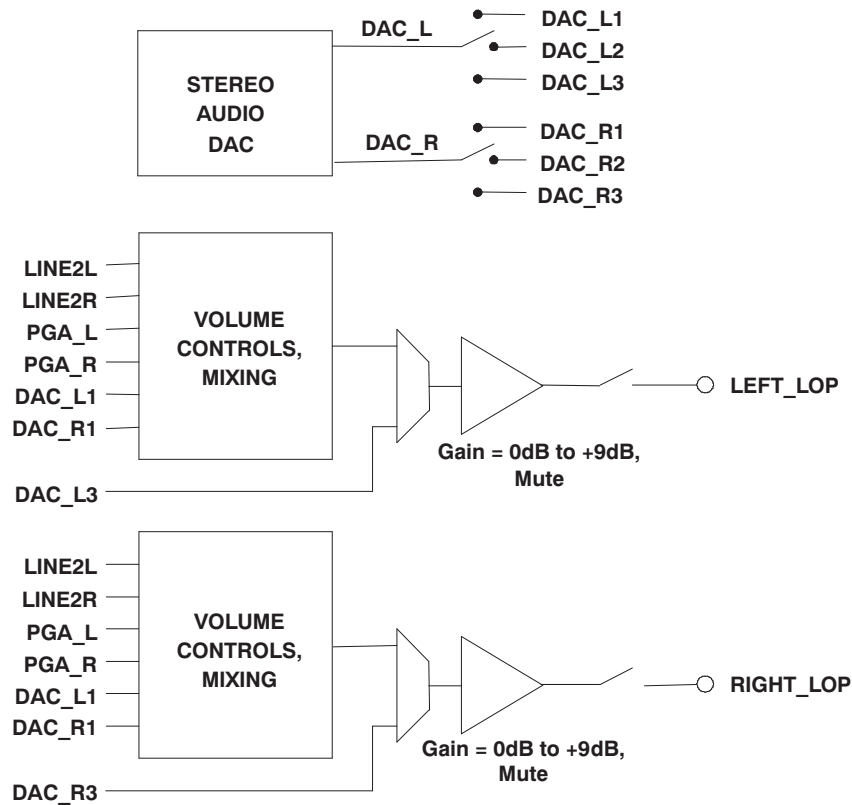 DAC_L
DAC_L1
DAC_L2
DAC_L3
STEREO
AUDIO
DAC
DAC_R
DAC_R1
DAC_R2
DAC_R3
LINE2L
LINE2R
PGA_L
PGA_R
DAC_L1
DAC_R1
DAC_L3
VOLUME
CONTROLS,
MIXING
LEFT_LOP
Gain = 0dB to +9dB,
Mute
LINE2L
LINE2R
PGA_L
PGA_R
DAC_L1
DAC_R1
DAC_R3
VOLUME
CONTROLS,
MIXING
RIGHT_LOP
Gain = 0dB to +9dB,
Mute